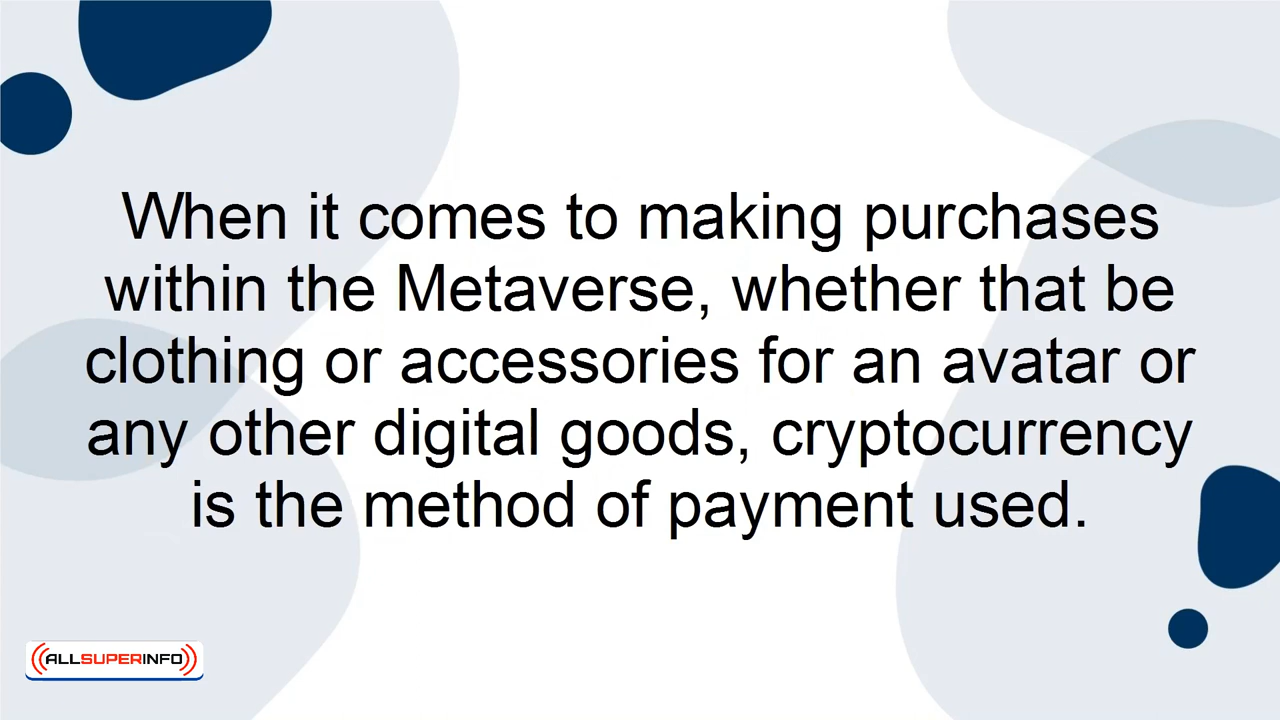 When it comes to making purchases
within the Metaverse, whether that be
clothing or accessories for an avatar or
any other digital goods, cryptocurrency
is the method of payment used.
ALLSUPERINFO